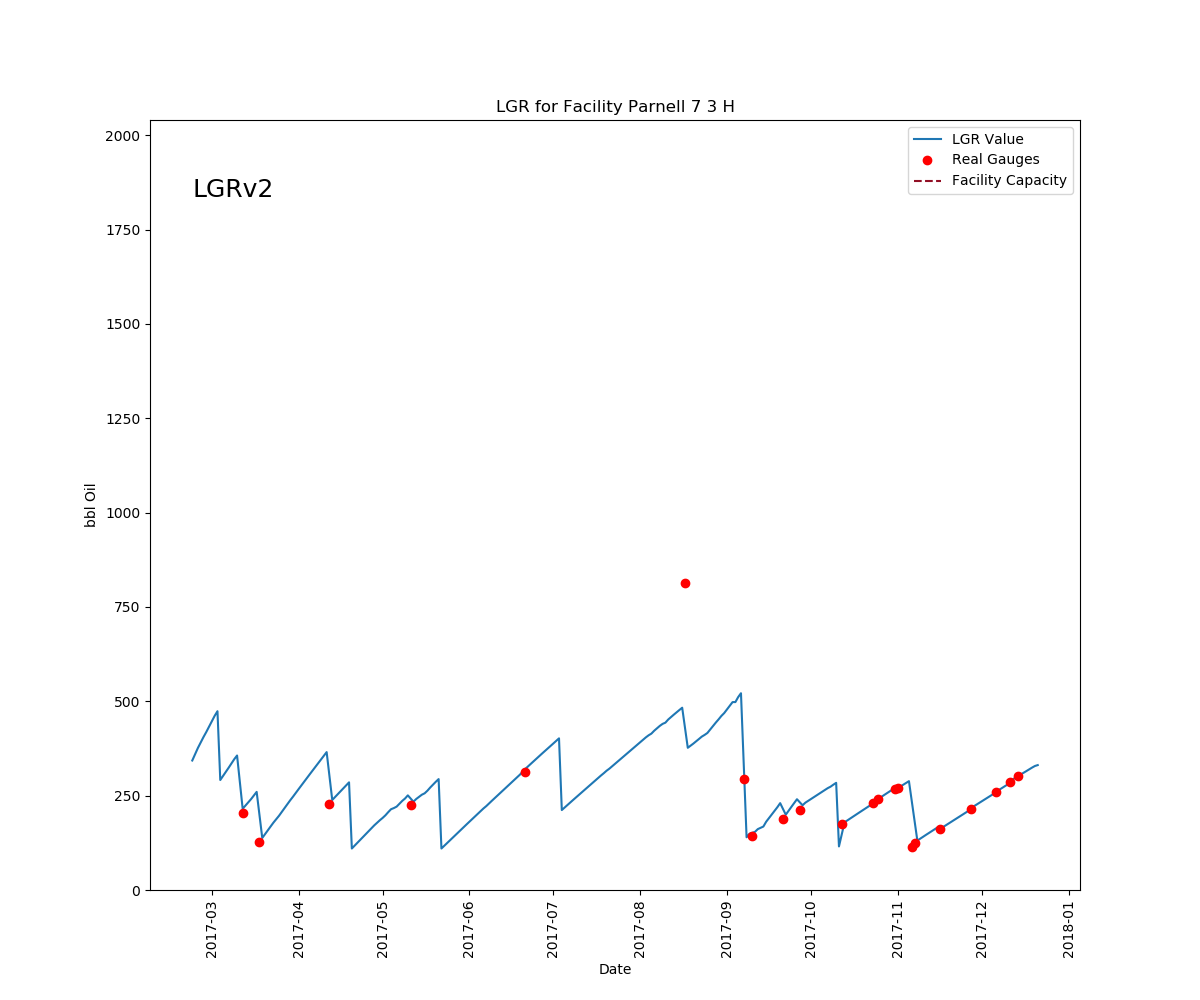 LGR for Facility Parnell 7 3 H
LGRv2
LGR Value
Real Gauges
Facility Capacity
2000
1750
1500
1250
1000
750
500
250
0
bbl Oil
2017-03
2017-04
2017-05
2017-06
2017-07
2017-08
2017-09
2017-10
2017-11
2017-12
2018-01
Date